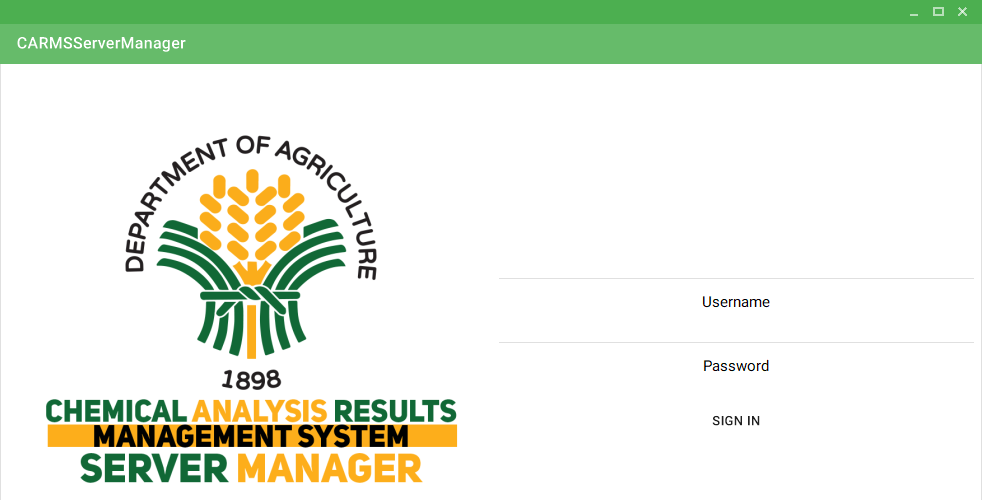 CARMSServerManager
DEPARTMENT OF AGRICULTURE
1898
CHEMICAL ANALYSIS RESULTS
MANAGEMENT SYSTEM
SERVER MANAGER
Username
Password
SIGN IN